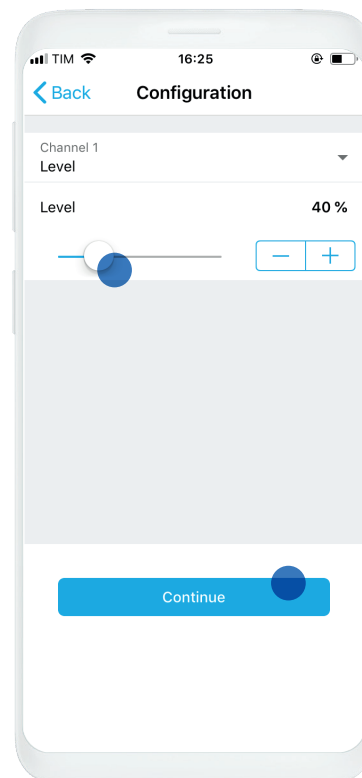 TIM 16:25
Back Configuration
Channel 1
Level
Level 40 %
Continue